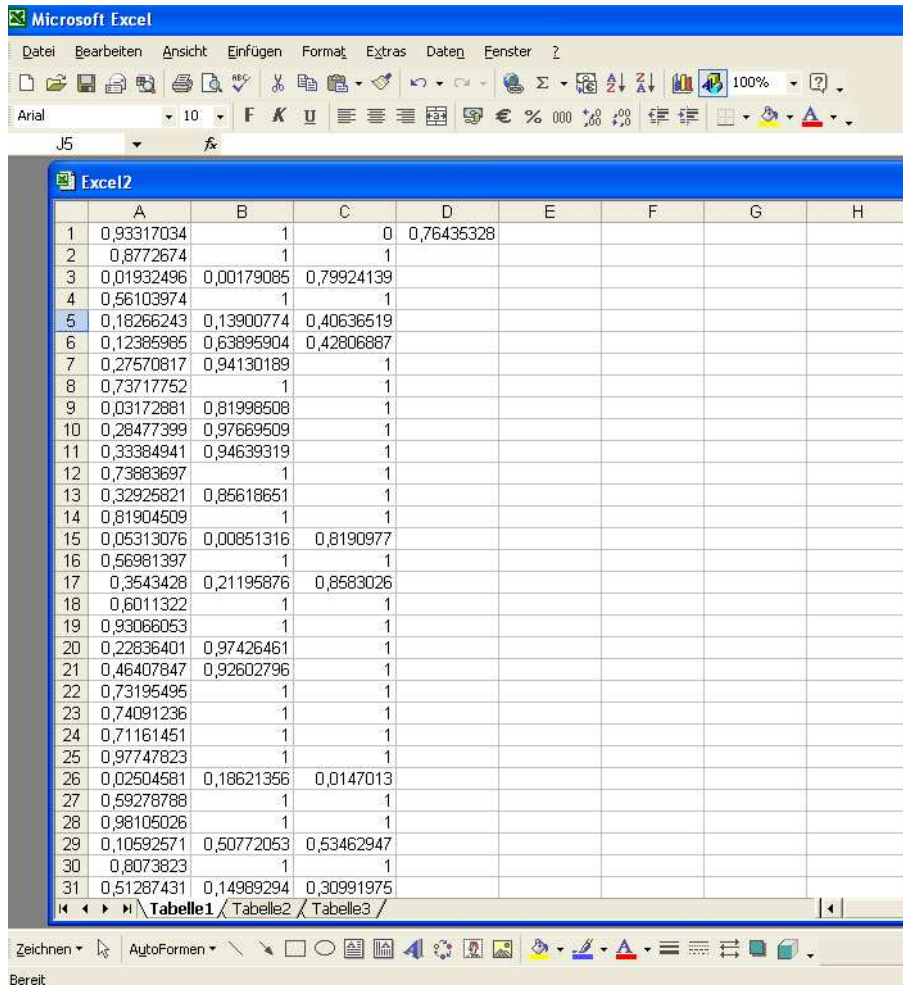 Microsoft Excel
Datei Bearbeiten Ansicht Einfügen Format Extras Daten Fenster ?
100%
Arial 10 F K U € % 000
J5 fx
Excel2
A B C D E F G H
1 0,93317034 1 0 0,76435328
2 0,8772674 1 1
3 0,01932496 0,00179085 0,79924139
4 0,56103974 1 1
5 0,18266243 0,13900774 0,40636519
6 0,12385985 0,63895904 0,42806887
7 0,27570817 0,94130189 1
8 0,73717752 1 1
9 0,03172881 0,81998508 1
10 0,28477399 0,97669509 1
11 0,33384941 0,94639319 1
12 0,73883697 1 1
13 0,32925821 0,85618651 1
14 0,81904509 1 1
15 0,05313076 0,00851316 0,8190977
16 0,56981397 1 1
17 0,3543428 0,21195876 0,8583026
18 0,6011322 1 1
19 0,93066053 1 1
20 0,22836401 0,97426461 1
21 0,46407847 0,92602796 1
22 0,73195495 1 1
23 0,74091236 1 1
24 0,71161451 1 1
25 0,97747823 1 1
26 0,02504581 0,18621356 0,0147013
27 0,59278788 1 1
28 0,98105026 1 1
29 0,10592571 0,50772053 0,53462947
30 0,8073823 1 1
31 0,51287431 0,14989294 0,30991975
Tabelle1 / Tabelle2 / Tabelle3 /
Zeichnen AutoFormen
Bereit